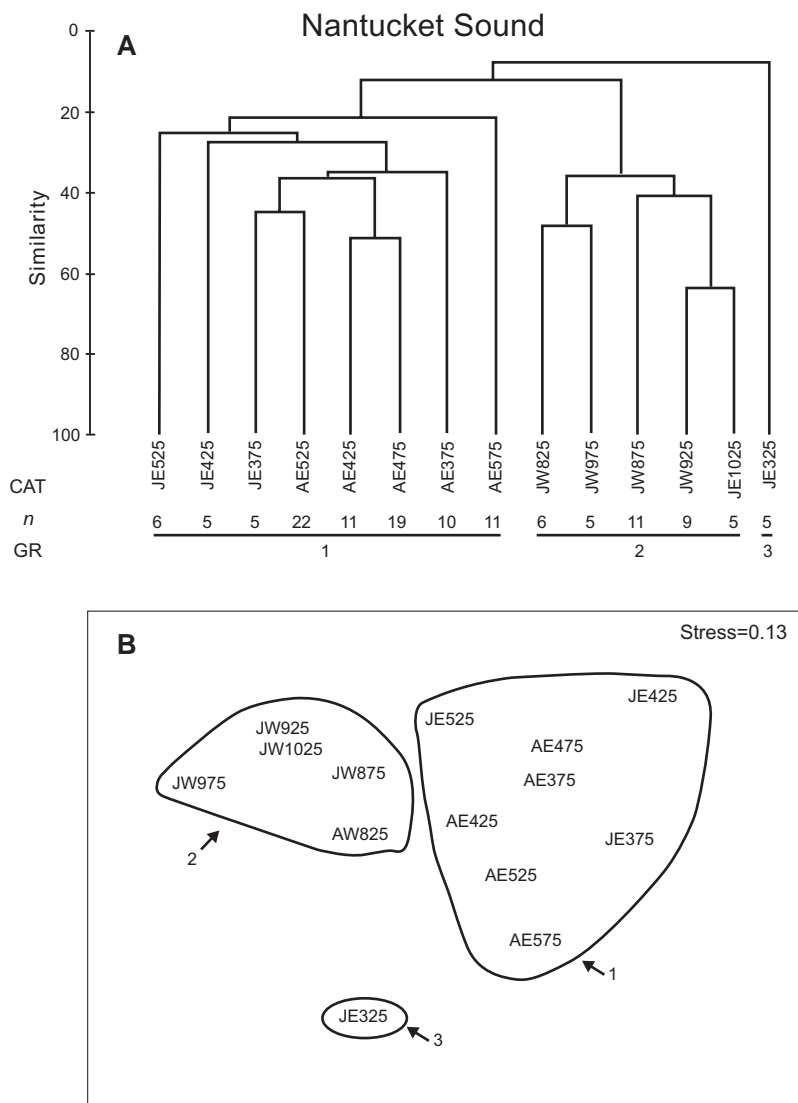 Nantucket Sound
A
0
20
40
60
80
100
Similarity
JE525 JE425 JE375 AE525 AE425 AE475 AE375 AE575 JW825 JW975 JW875 JW925 JE1025 JE325
CAT
n 6 5 5 22 11 19 10 11 6 5 11 9 5 5
GR 1 2 3
B
Stress=0.13
JE425
JE525
JW925
JW1025
AE475
JW975
JW875
AE375
AE425
AW825
JE375
2
AE525
AE575
1
JE325
3